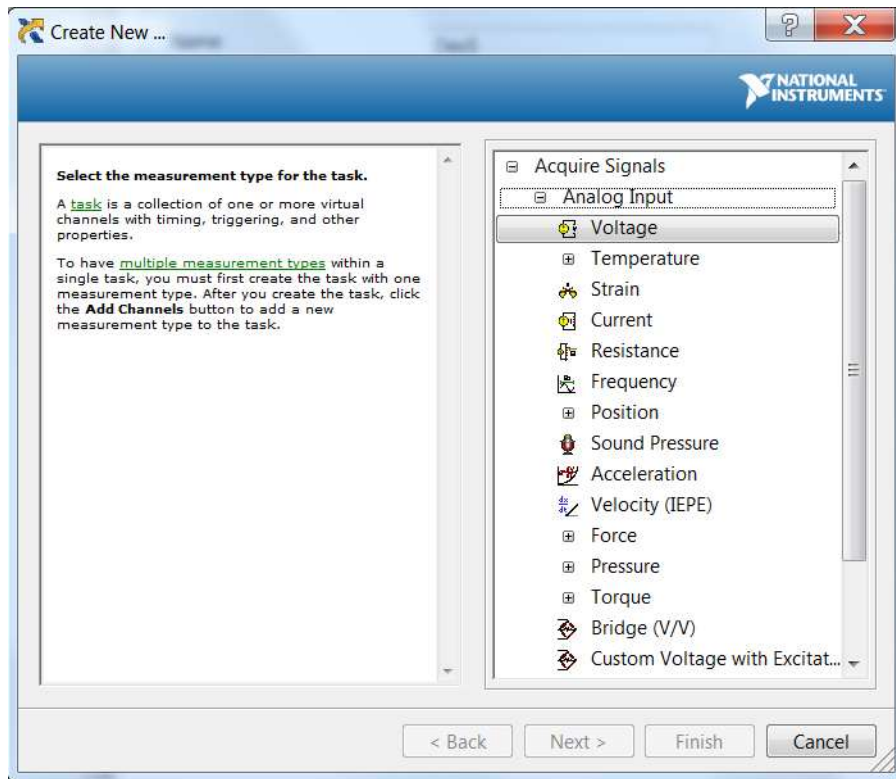 Create New ...
NATIONAL
INSTRUMENTS
Select the measurement type for the task.
A task is a collection of one or more virtual
channels with timing, triggering, and other
properties.
To have multiple measurement types within a
single task, you must first create the task with one
measurement type. After you create the task, click
the Add Channels button to add a new
measurement type to the task.
Acquire Signals
Analog Input
Voltage
Temperature
Strain
Current
Resistance
Frequency
Position
Sound Pressure
Acceleration
Velocity (IEPE)
Force
Pressure
Torque
Bridge (V/V)
Custom Voltage with Excitat...
< Back
Next >
Finish
Cancel